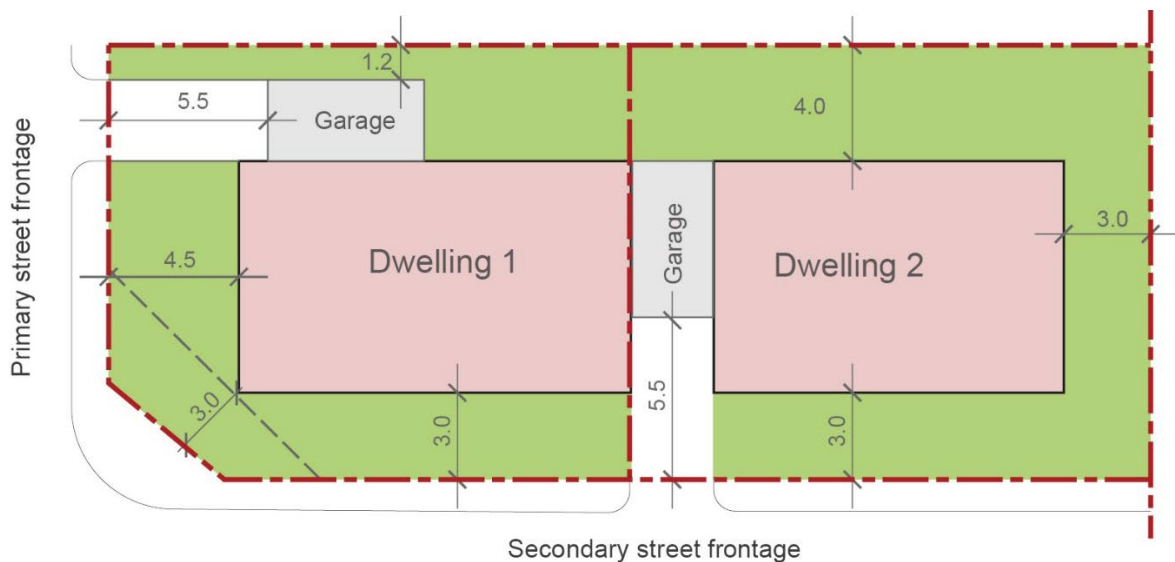 1.2
5.5
Garage
4.0
Primary street frontage
Dwelling 1
Garage
Dwelling 2
3.0
4.5
3.0
3.0
5.5
3.0
Secondary street frontage